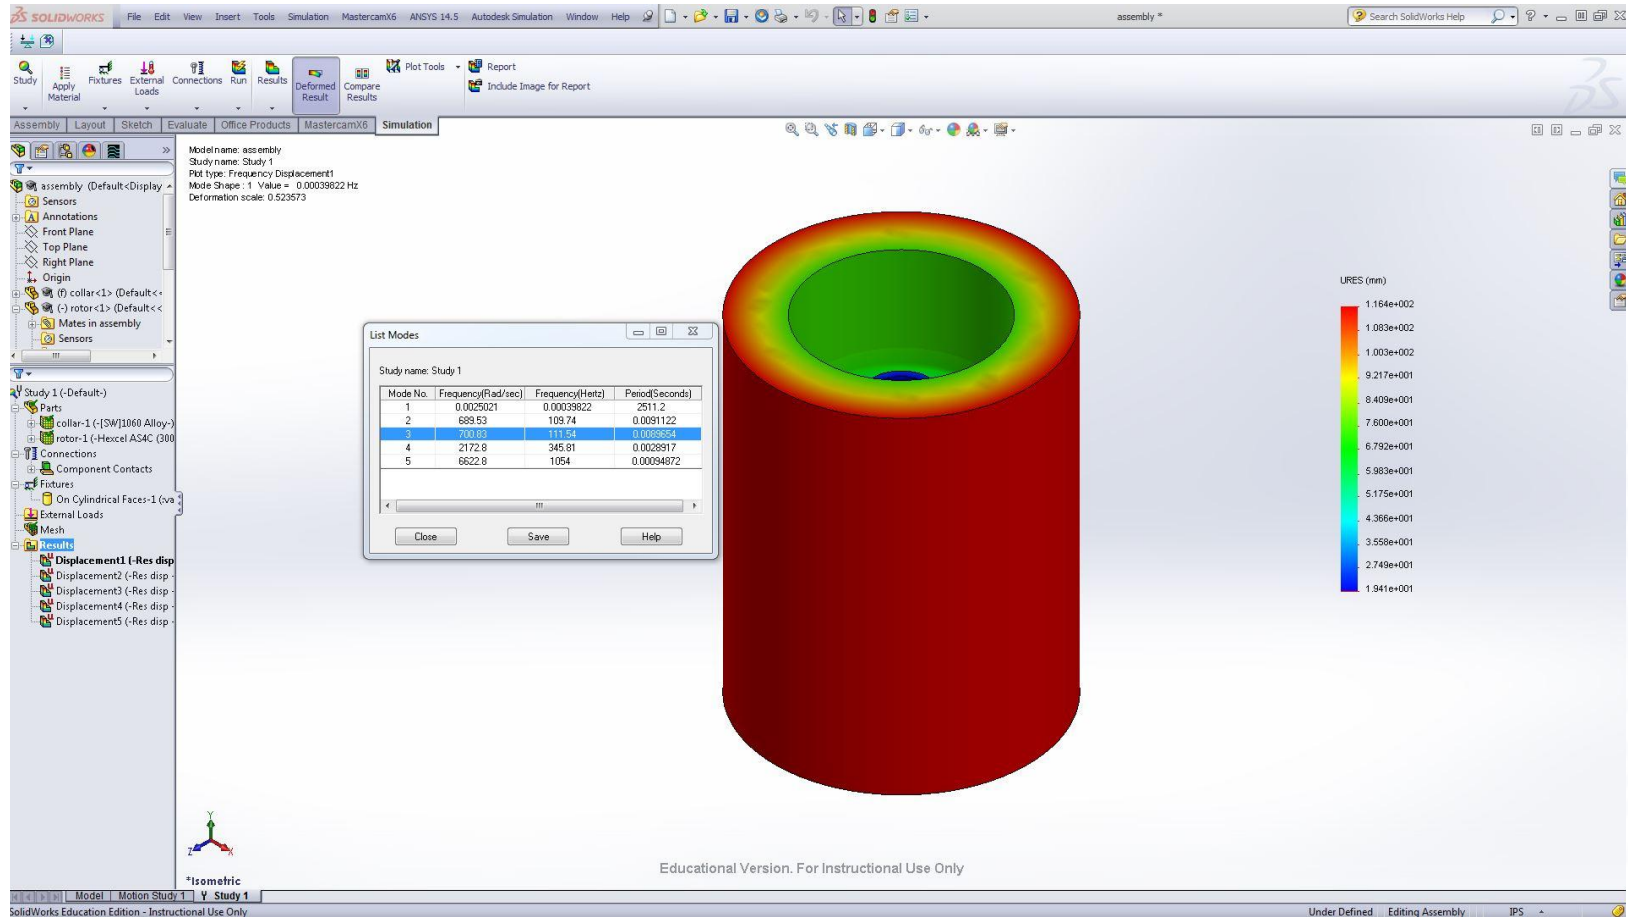 SOLIDWORKS File Edit View Insert Tools Simulation MastercamX6 ANSYS 14.5 Autodesk Simulation Window Help assembly * Search SolidWorks Help
Study Apply Material Fixtures External Loads Connections Run Results Deformed Result Compare Results Plot Tools Report
Include Image for Report
Assembly Layout Sketch Evaluate Office Products MastercamX6 Simulation
Model name: assembly
Study name: Study 1
Plot type: Frequency Displacement1
Mode Shape : 1 Value = 0.00039822 Hz
Deformation scale: 0.523573
assembly (Default<Display
Sensors
Annotations
Front Plane
Top Plane
Right Plane
Origin
(f) collar<1> (Default<<
(-) rotor<1> (Default<<
Mates in assembly
Sensors
Study 1 (-Default-)
Parts
collar-1 (-[SW]1060 Alloy-)
rotor-1 (-Hexcel AS4C (300
Connections
Component Contacts
Fixtures
On Cylindrical Faces-1 (:va
External Loads
Mesh
Results
Displacement1 (-Res disp
Displacement2 (-Res disp -
Displacement3 (-Res disp -
Displacement4 (-Res disp -
Displacement5 (-Res disp -
List Modes
Study name: Study 1
Mode No. Frequency(Rad/sec) Frequency(Hertz) Period(Seconds)
1 0.0025021 0.00039822 2511.2
2 689.53 109.74 0.0091122
3 700.83 111.54 0.0089654
4 2172.8 345.81 0.0028917
5 6622.8 1054 0.00094872
Close Save Help
URES (mm)
1.164e+002
1.083e+002
1.003e+002
9.217e+001
8.409e+001
7.600e+001
6.792e+001
5.983e+001
5.175e+001
4.366e+001
3.558e+001
2.749e+001
1.941e+001
Y
Z X
*Isometric
Educational Version. For Instructional Use Only
Model Motion Study 1 Study 1
SolidWorks Education Edition - Instructional Use Only Under Defined Editing Assembly IPS